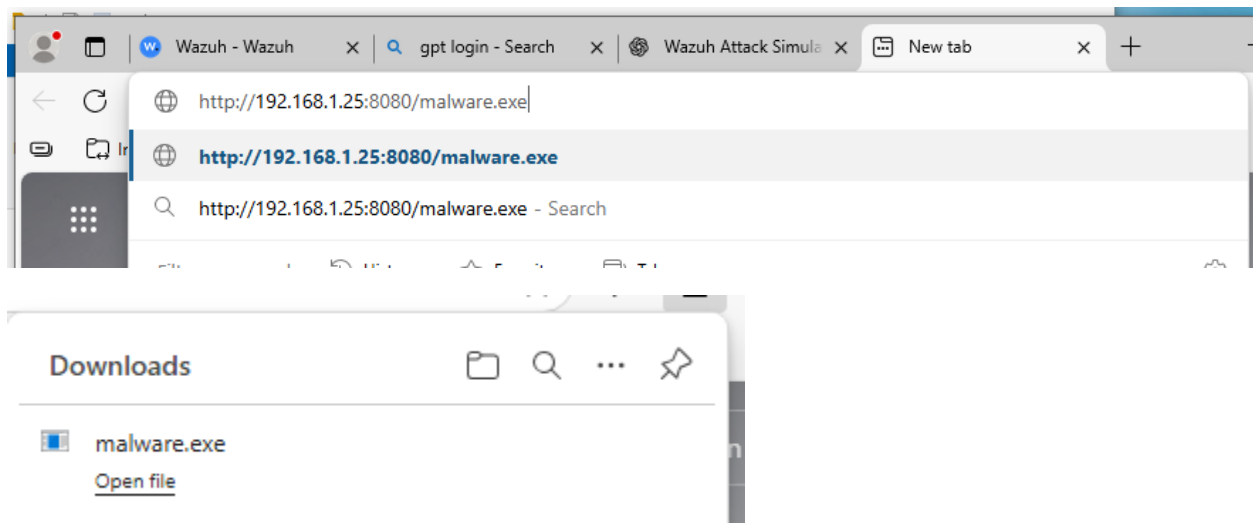 Wazuh - Wazuh
gpt login - Search
Wazuh Attack Simula
New tab
http://192.168.1.25:8080/malware.exe
http://192.168.1.25:8080/malware.exe
http://192.168.1.25:8080/malware.exe - Search
Downloads
malware.exe
Open file